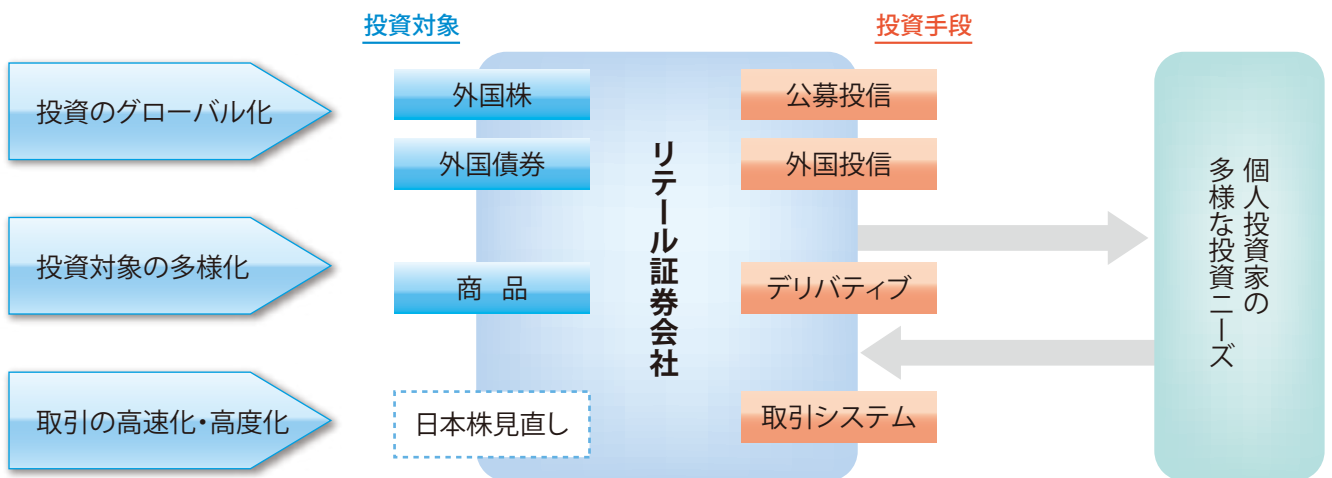 投資対象
投資手段
投資のグローバル化
投資対象の多様化
取引の高速化・高度化
外国株
外国債券
商　品
日本株見直し
リテール証券会社
公募投信
外国投信
デリバティブ
取引システム
個人投資家の
多様な投資ニーズ